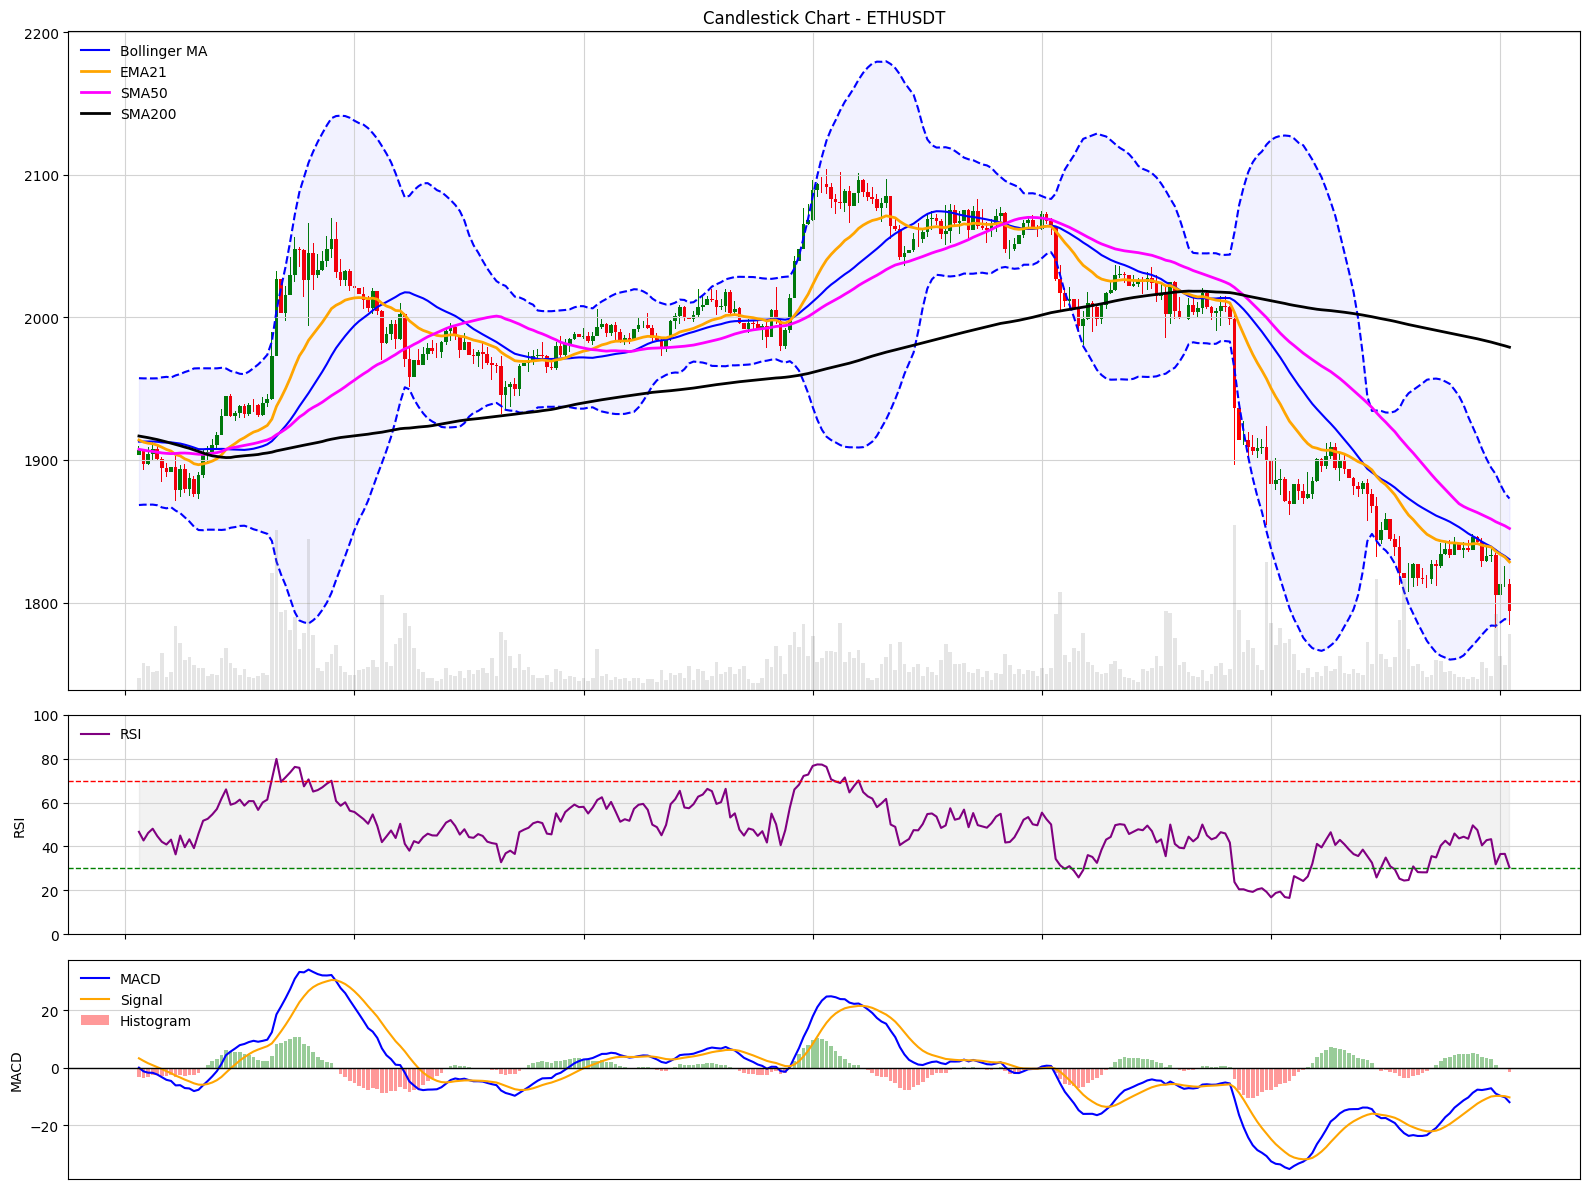 Candlestick Chart - ETHUSDT
2200
Bollinger MA
EMA21
SMA50
SMA200
2100
2000
1900
1800
100
RSI
80
60
RSI
40
20
0
MACD
Signal
20
Histogram
MACD
0
−20